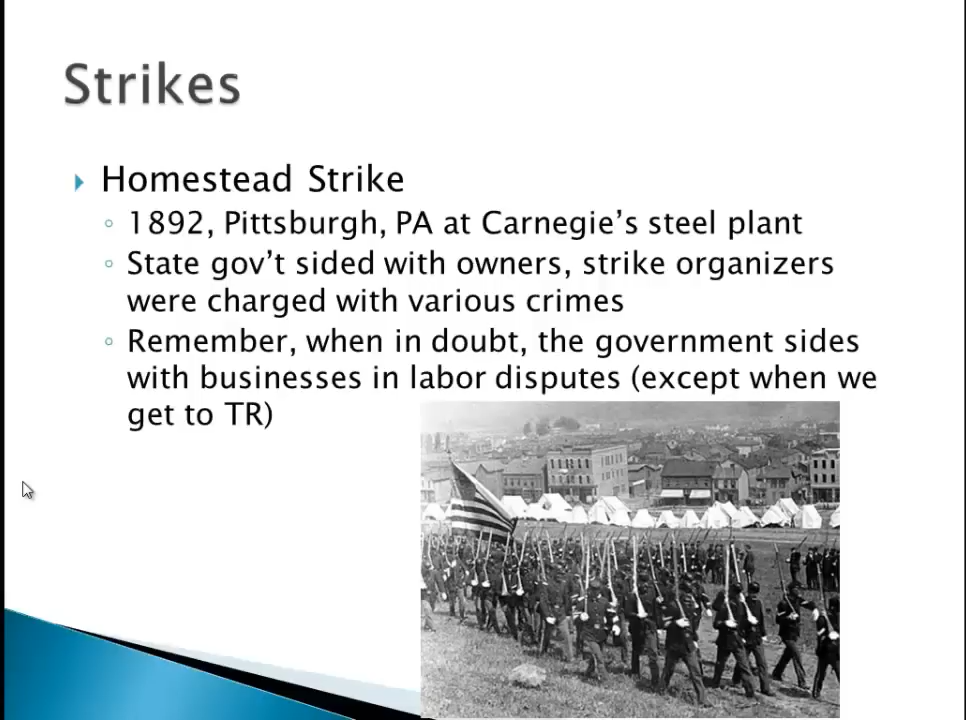 Strikes
Homestead Strike
1892, Pittsburgh, PA at Carnegie's steel plant
State gov't sided with owners, strike organizers
were charged with various crimes
Remember, when in doubt, the government sides
with businesses in labor disputes (except when we
get to TR)